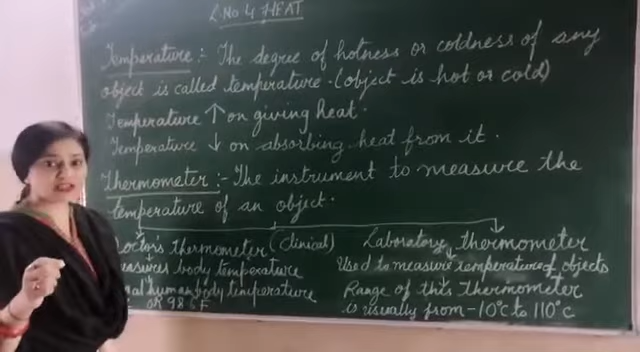 L.No 4 HEAT
Temperature :- The degree of hotness or coldness of any
object is called temperature. (object is hot or cold)
Temperature ↑ on giving heat.
Temperature ↓ on absorbing heat from it.
Thermometer :- The instrument to measure the
temperature of an object.
thermometer (Clinical)
body temperature
human body temperature
or 98.6°F
Laboratory thermometer
Used to measure temperature of objects
Range of this thermometer
is usually from -10°C to 110°C